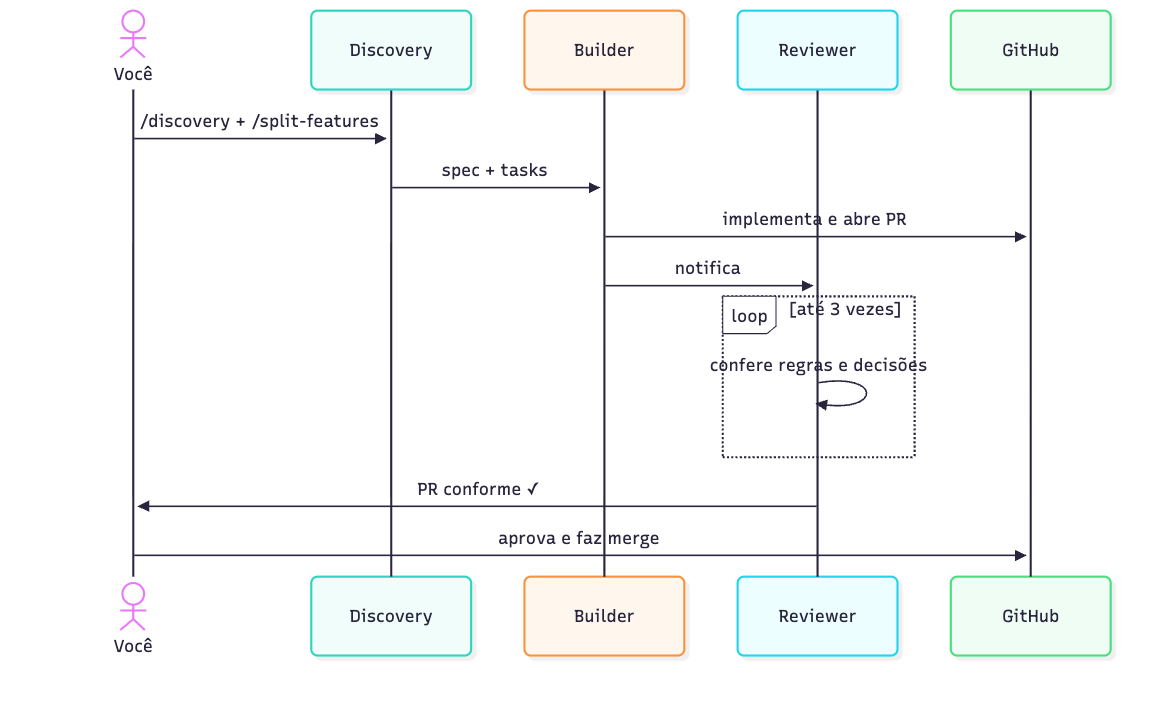 Você
Discovery
Builder
Reviewer
GitHub
/discovery + /split-features
spec + tasks
implementa e abre PR
notifica
loop
[até 3 vezes]
confere regras e decisões
PR conforme ✓
aprova e faz merge
Você
Discovery
Builder
Reviewer
GitHub